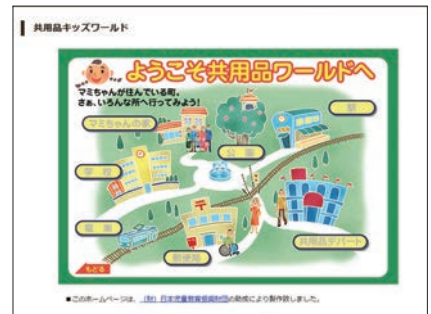 共用品キッズワールド
ようこそ共用品ワールドへ
マミちゃんが住んでいる町。
さぁ、いろんな所へ行ってみよう!
駅
マミちゃんの家
公園
学校
電車
郵便局
共用品デパート
もどる
■このホームページは、(財)日本児童教育振興財団の助成により製作致しました。